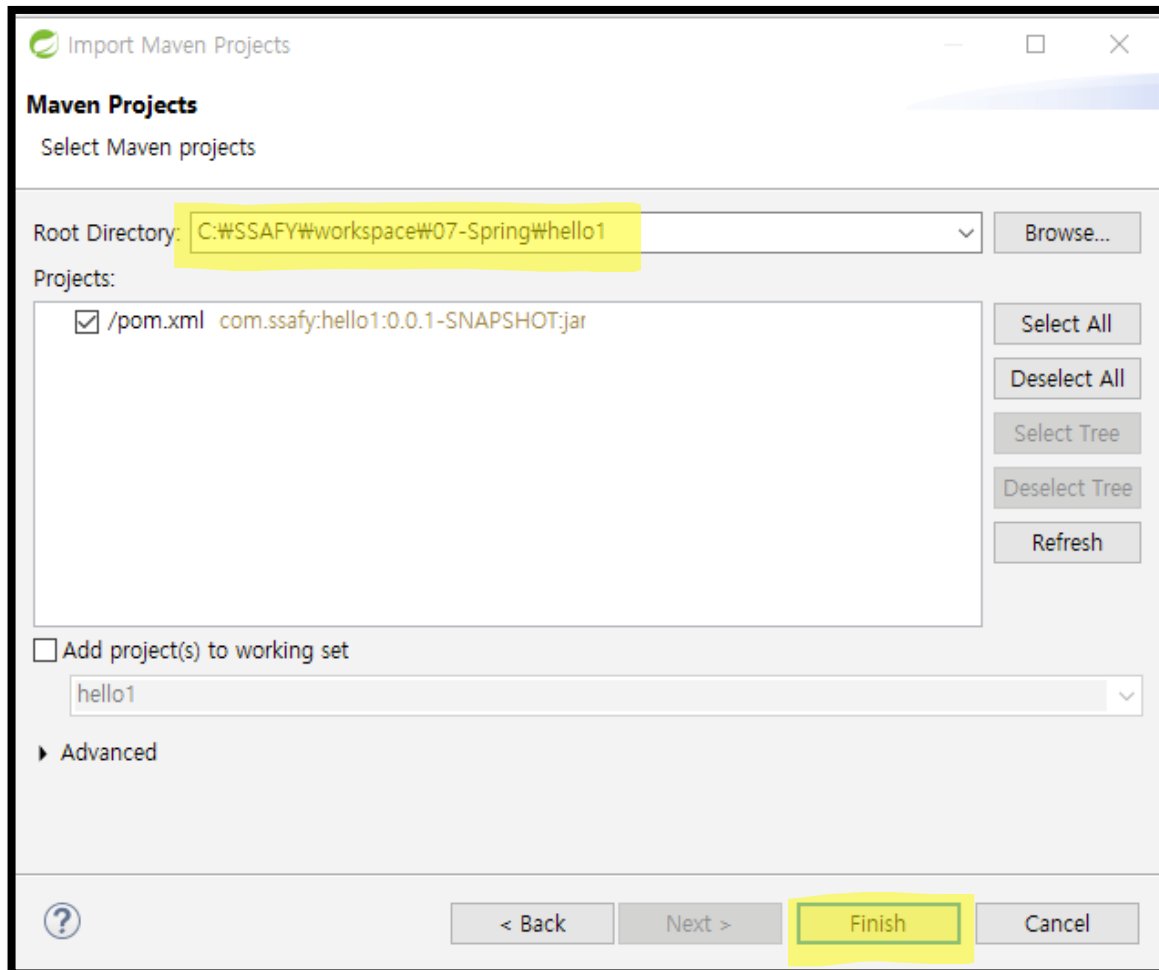 Import Maven Projects
Maven Projects
Select Maven projects
Root Directory: C:₩SSAFY₩workspace₩07-Spring₩hello1 Browse...
Projects:
/pom.xml com.ssafy:hello1:0.0.1-SNAPSHOT:jar
Select All
Deselect All
Select Tree
Deselect Tree
Refresh
Add project(s) to working set
hello1
Advanced
? < Back Next > Finish Cancel